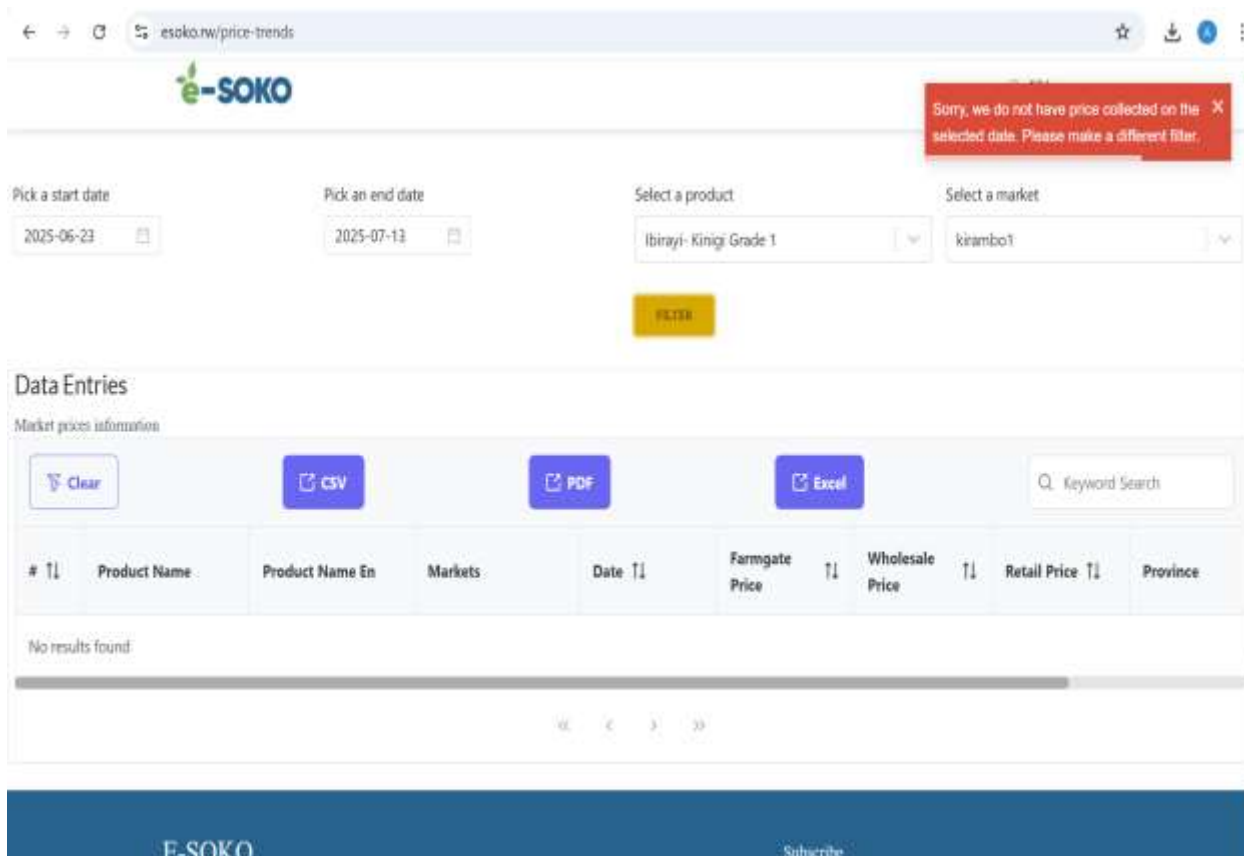 esoko.rw/price-trends
A
e-SOKO
Sorry, we do not have price collected on the
selected date. Please make a different filter.
Pick a start date
Pick an end date
Select a product
Select a market
2025-06-23
2025-07-13
Ibirayi- Kinigi Grade 1
kirambo1
FILTER
Data Entries
Market prices information
Clear
CSV
PDF
Excel
Keyword Search
#
Product Name
Product Name En
Markets
Date
Farmgate
Price
Wholesale
Price
Retail Price
Province
No results found
E-SOKO
Subscribe